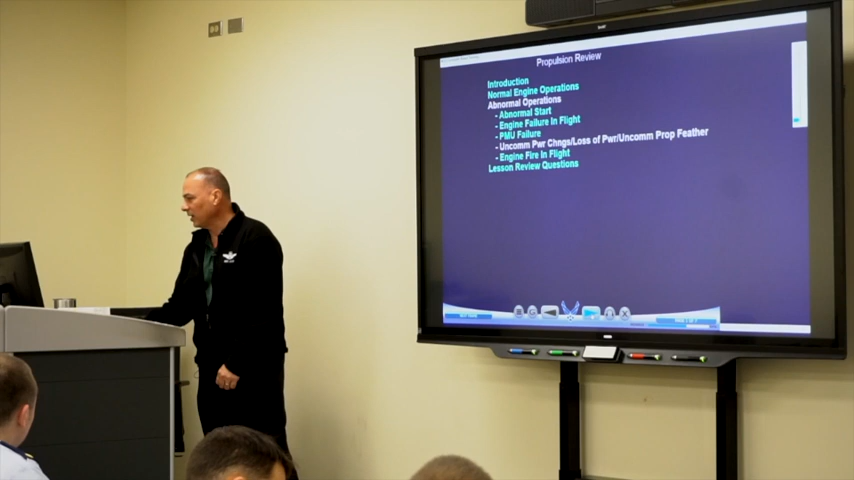 Propulsion Review
Introduction
Normal Engine Operations
Abnormal Operations
- Abnormal Start
- Engine Failure In Flight
- PMU Failure
- Uncomm Pwr Chngs/Loss of Pwr/Uncomm Prop Feather
- Engine Fire In Flight
Lesson Review Questions